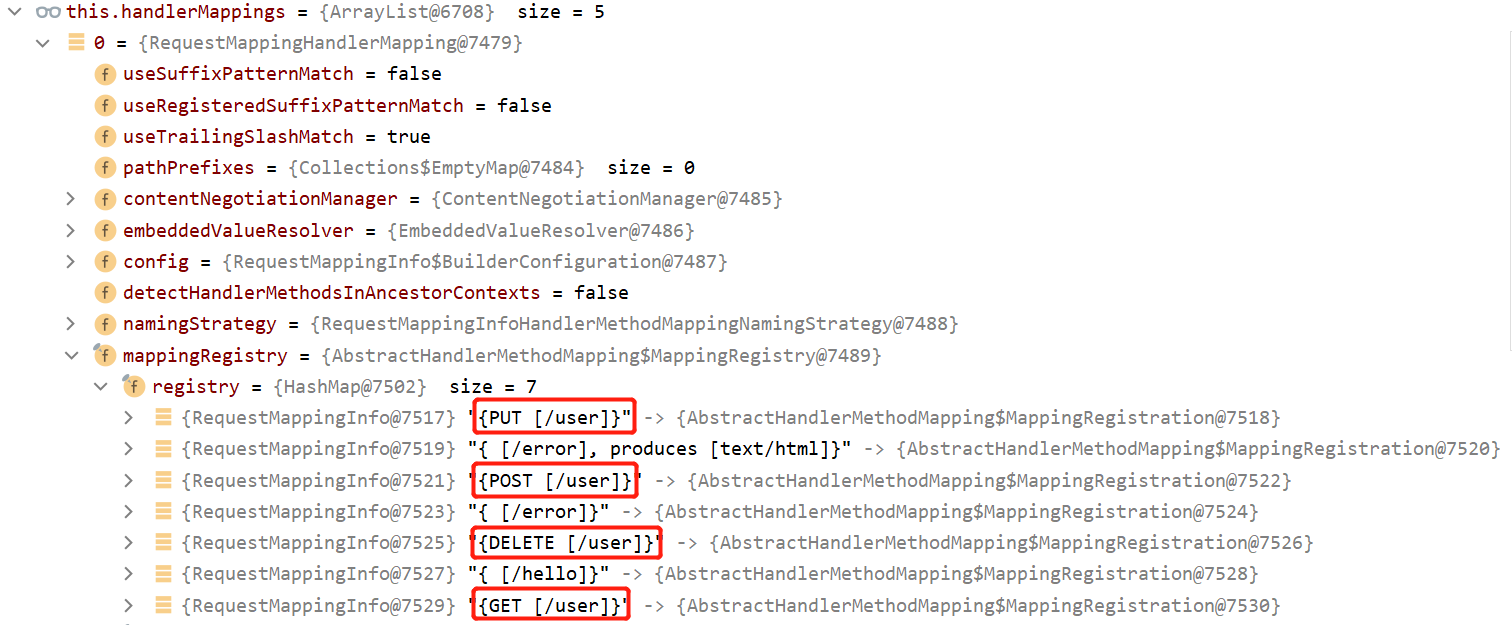 this.handlerMappings = {ArrayList@6708} size = 5
0 = {RequestMappingHandlerMapping@7479}
f useSuffixPatternMatch = false
f useRegisteredSuffixPatternMatch = false
f useTrailingSlashMatch = true
f pathPrefixes = {Collections$EmptyMap@7484} size = 0
f contentNegotiationManager = {ContentNegotiationManager@7485}
f embeddedValueResolver = {EmbeddedValueResolver@7486}
f config = {RequestMappingInfo$BuilderConfiguration@7487}
f detectHandlerMethodsInAncestorContexts = false
f namingStrategy = {RequestMappingInfoHandlerMethodMappingNamingStrategy@7488}
f mappingRegistry = {AbstractHandlerMethodMapping$MappingRegistry@7489}
f registry = {HashMap@7502} size = 7
{RequestMappingInfo@7517} "{PUT [/user]}" -> {AbstractHandlerMethodMapping$MappingRegistration@7518}
{RequestMappingInfo@7519} "{ [/error], produces [text/html]}" -> {AbstractHandlerMethodMapping$MappingRegistration@7520}
{RequestMappingInfo@7521} "{POST [/user]}" -> {AbstractHandlerMethodMapping$MappingRegistration@7522}
{RequestMappingInfo@7523} "{ [/error]}" -> {AbstractHandlerMethodMapping$MappingRegistration@7524}
{RequestMappingInfo@7525} "{DELETE [/user]}" -> {AbstractHandlerMethodMapping$MappingRegistration@7526}
{RequestMappingInfo@7527} "{ [/hello]}" -> {AbstractHandlerMethodMapping$MappingRegistration@7528}
{RequestMappingInfo@7529} "{GET [/user]}" -> {AbstractHandlerMethodMapping$MappingRegistration@7530}